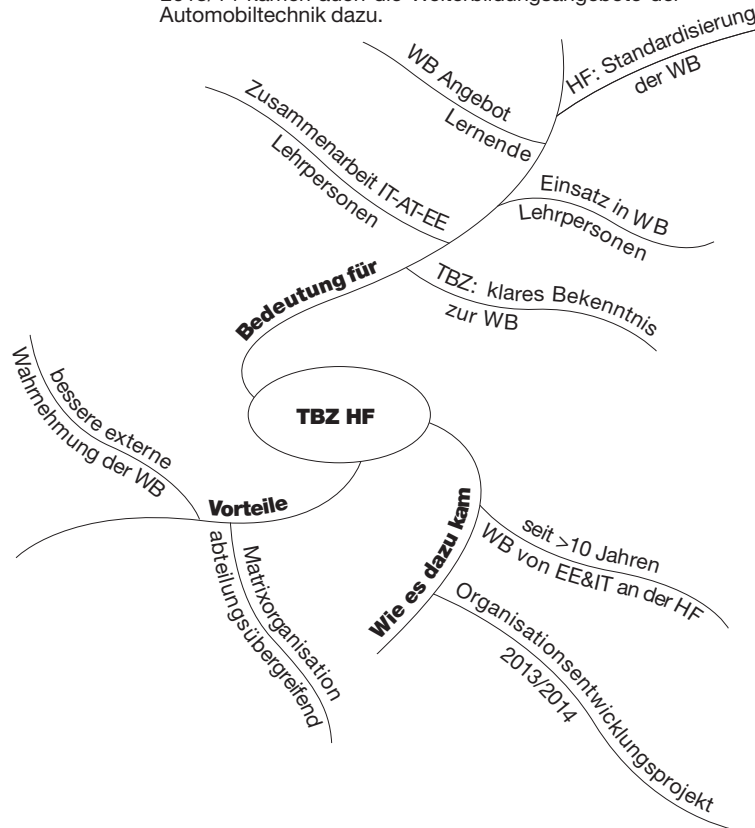 Automobiltechnik dazu.
WB Angebot
Lernende
HF: Standardisierung
der WB
Zusammenarbeit IT-AT-EE
Lehrpersonen
Einsatz in WB
Lehrpersonen
TBZ: klares Bekenntnis
zur WB
Bedeutung für
TBZ HF
bessere externe
Wahrnehmung der WB
Vorteile
Matrixorganisation
abteilungsübergreifend
Wie es dazu kam
seit >10 Jahren
WB von EE&IT an der HF
Organisationsentwicklungsprojekt
2013/2014